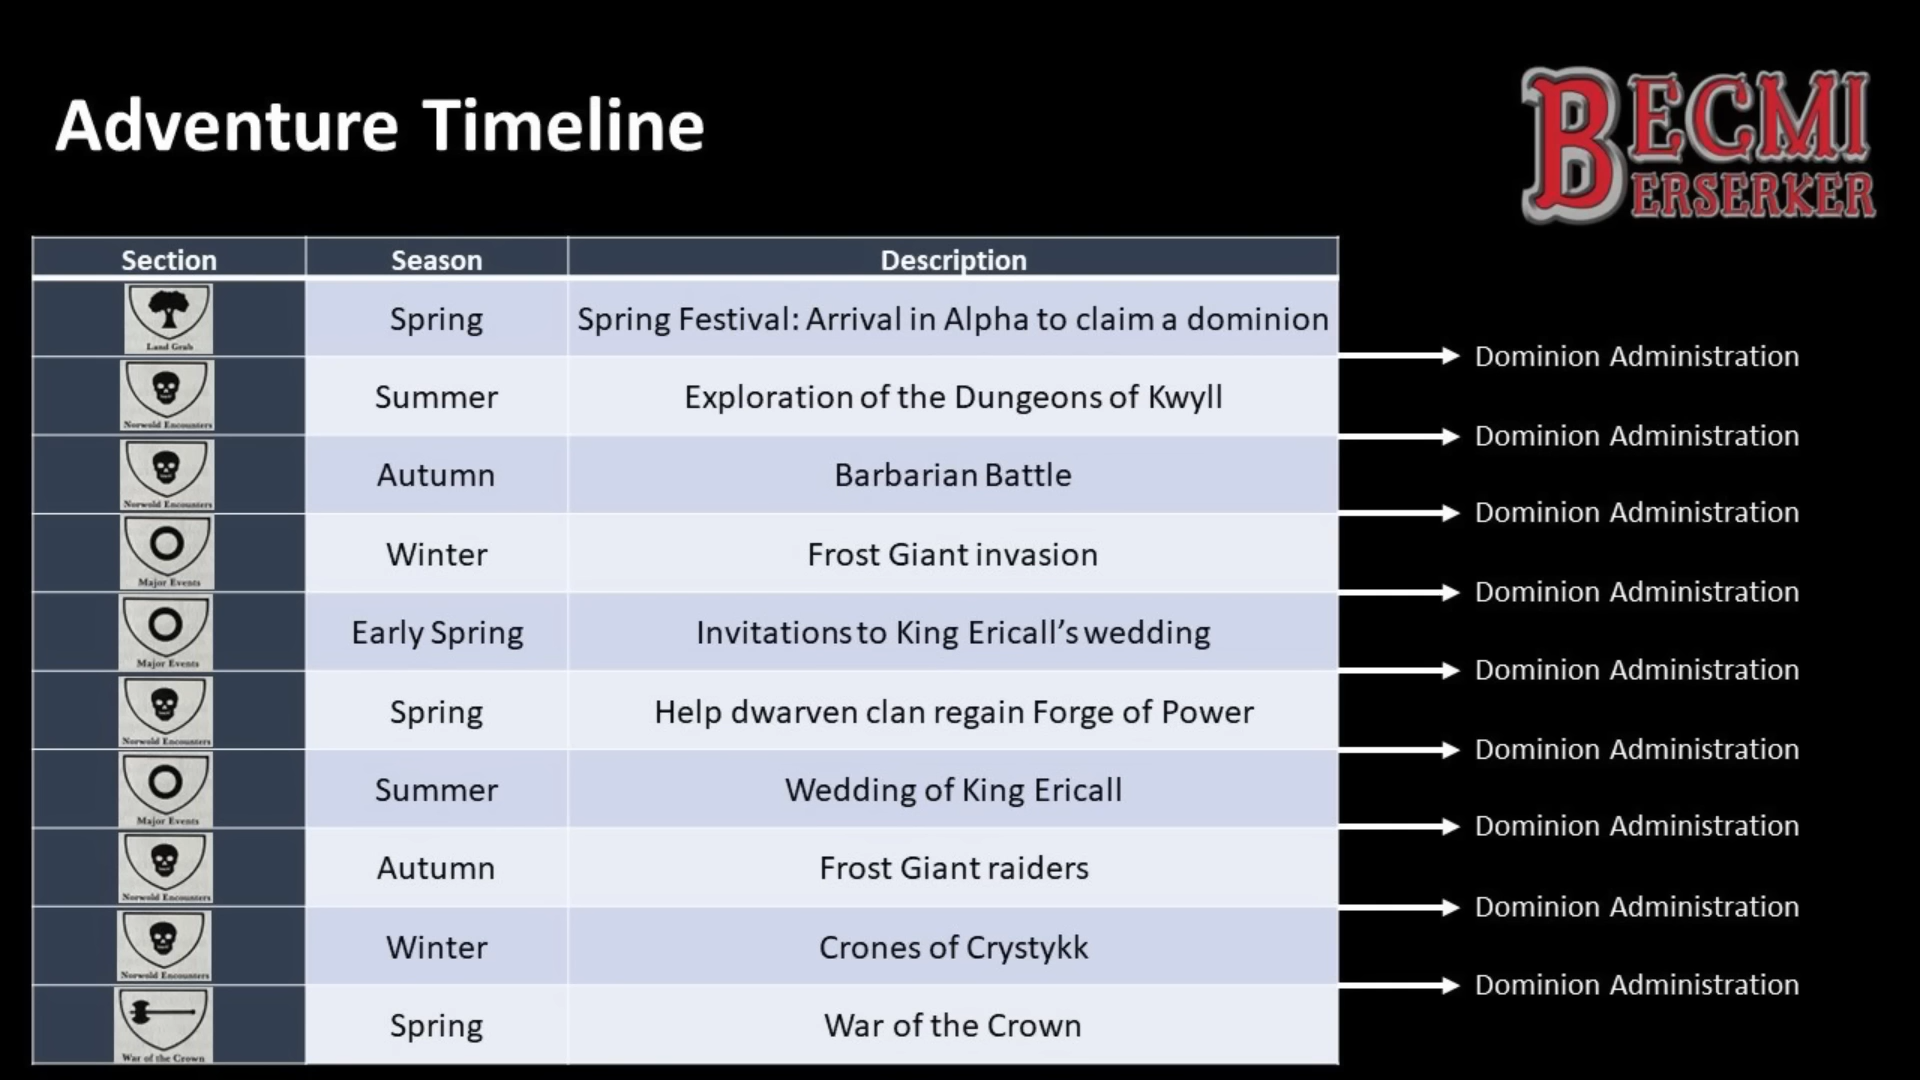 Adventure Timeline
BECMI
BERSERKER
Section Season Description
Land Grab Spring Spring Festival: Arrival in Alpha to claim a dominion
Dominion Administration
Norwold Encounters Summer Exploration of the Dungeons of Kwyll
Dominion Administration
Norwold Encounters Autumn Barbarian Battle
Dominion Administration
Major Events Winter Frost Giant invasion
Dominion Administration
Major Events Early Spring Invitations to King Ericall’s wedding
Dominion Administration
Norwold Encounters Spring Help dwarven clan regain Forge of Power
Dominion Administration
Major Events Summer Wedding of King Ericall
Dominion Administration
Norwold Encounters Autumn Frost Giant raiders
Dominion Administration
Norwold Encounters Winter Crones of Crystykk
Dominion Administration
War of the Crown Spring War of the Crown